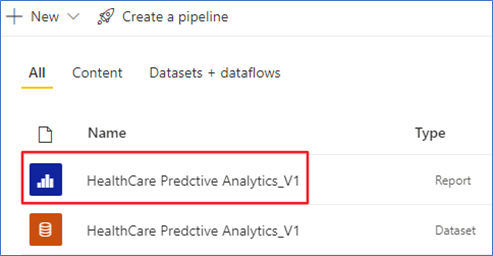 New Create a pipeline
All Content Datasets + dataflows
Name Type
HealthCare Predctive Analytics_V1 Report
HealthCare Predctive Analytics_V1 Dataset